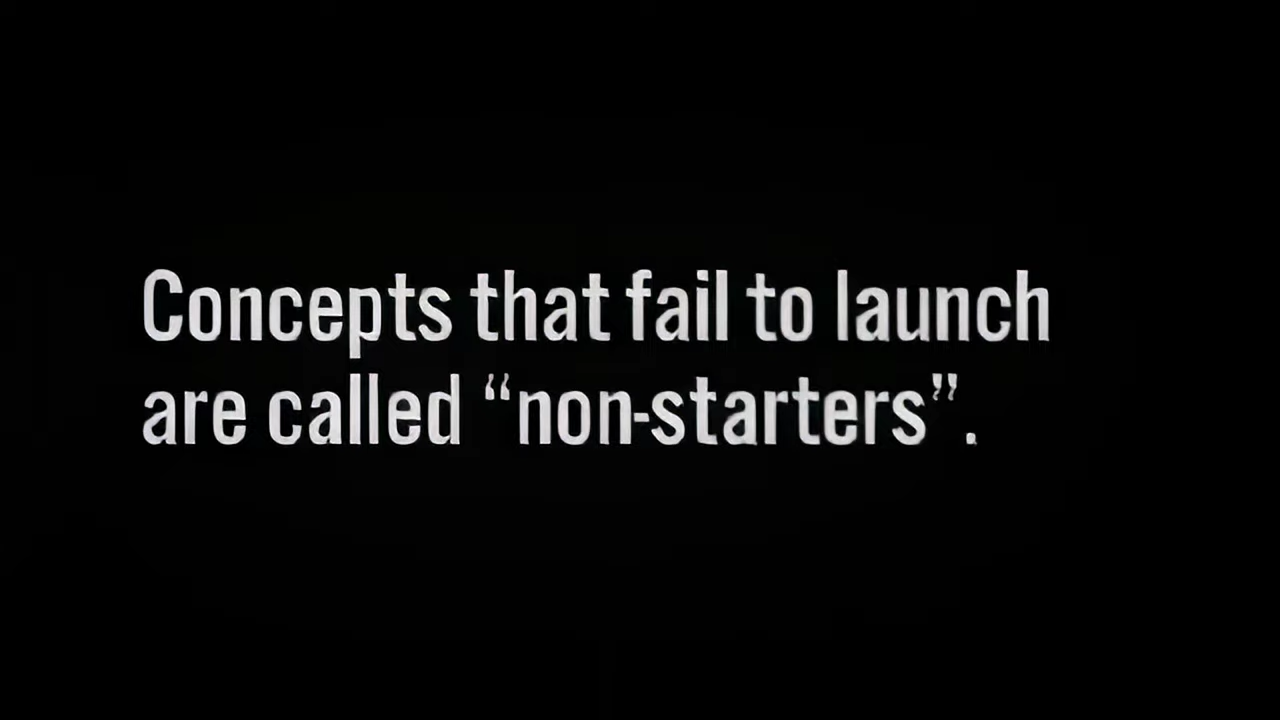 Concepts that fail to launch
are called “non-starters”.